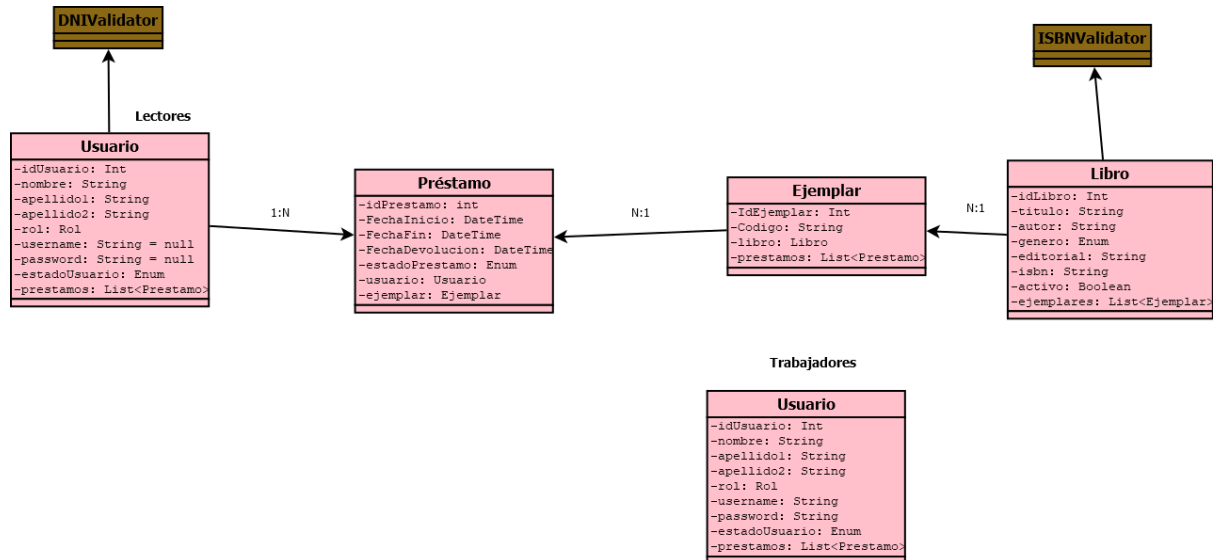 DNIValidator
ISBNValidator
Lectores
Usuario
-idUsuario: Int
-nombre: String
-apellido1: String
-apellido2: String
-rol: Rol
-username: String = null
-password: String = null
-estadoUsuario: Enum
-prestamos: List<Prestamo>
1:N
Préstamo
-idPrestamo: int
-FechaInicio: DateTime
-FechaFin: DateTime
-FechaDevolucion: DateTime
-estadoPrestamo: Enum
-usuario: Usuario
-ejemplar: Ejemplar
N:1
Ejemplar
-IdEjemplar: Int
-Codigo: String
-libro: Libro
-prestamos: List<Prestamo>
N:1
Libro
-idLibro: Int
-titulo: String
-autor: String
-genero: Enum
-editorial: String
-isbn: String
-activo: Boolean
-ejemplares: List<Ejemplar>
Trabajadores
Usuario
-idUsuario: Int
-nombre: String
-apellido1: String
-apellido2: String
-rol: Rol
-username: String
-password: String
-estadoUsuario: Enum
-prestamos: List<Prestamo>